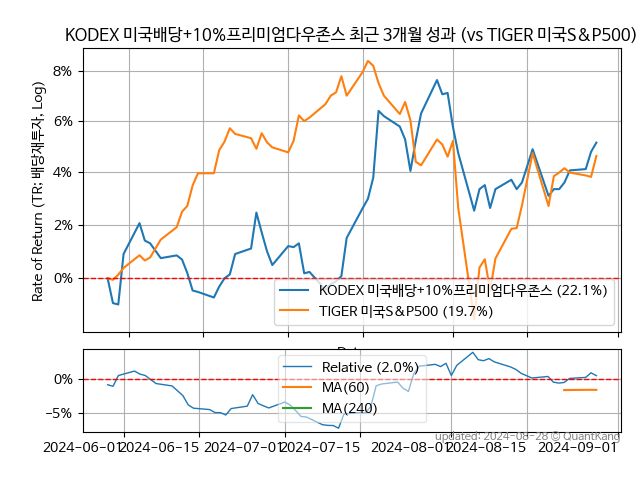 KODEX 미국배당+10%프리미엄다우존스 최근 3개월 성과 (vs TIGER 미국S&P500)
Rate of Return (TR: 배당재투자, Log)
8%
6%
4%
2%
0%
KODEX 미국배당+10%프리미엄다우존스 (22.1%)
TIGER 미국S&P500 (19.7%)
0%
−5%
Relative (2.0%)
MA(60)
MA(240)
2024-06-01
2024-06-15
2024-07-01
2024-07-15
2024-08-01
2024-08-15
2024-09-01
updated: 2024-08-28 © QuantKang